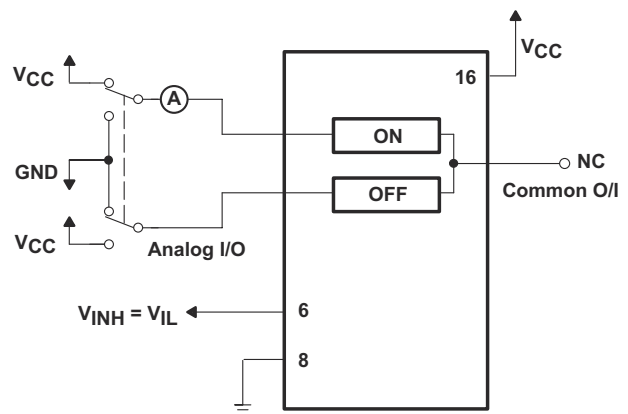 VCC
16
VCC
A
ON
NC
GND
Common O/I
OFF
VCC
Analog I/O
VINH = VIL
6
8